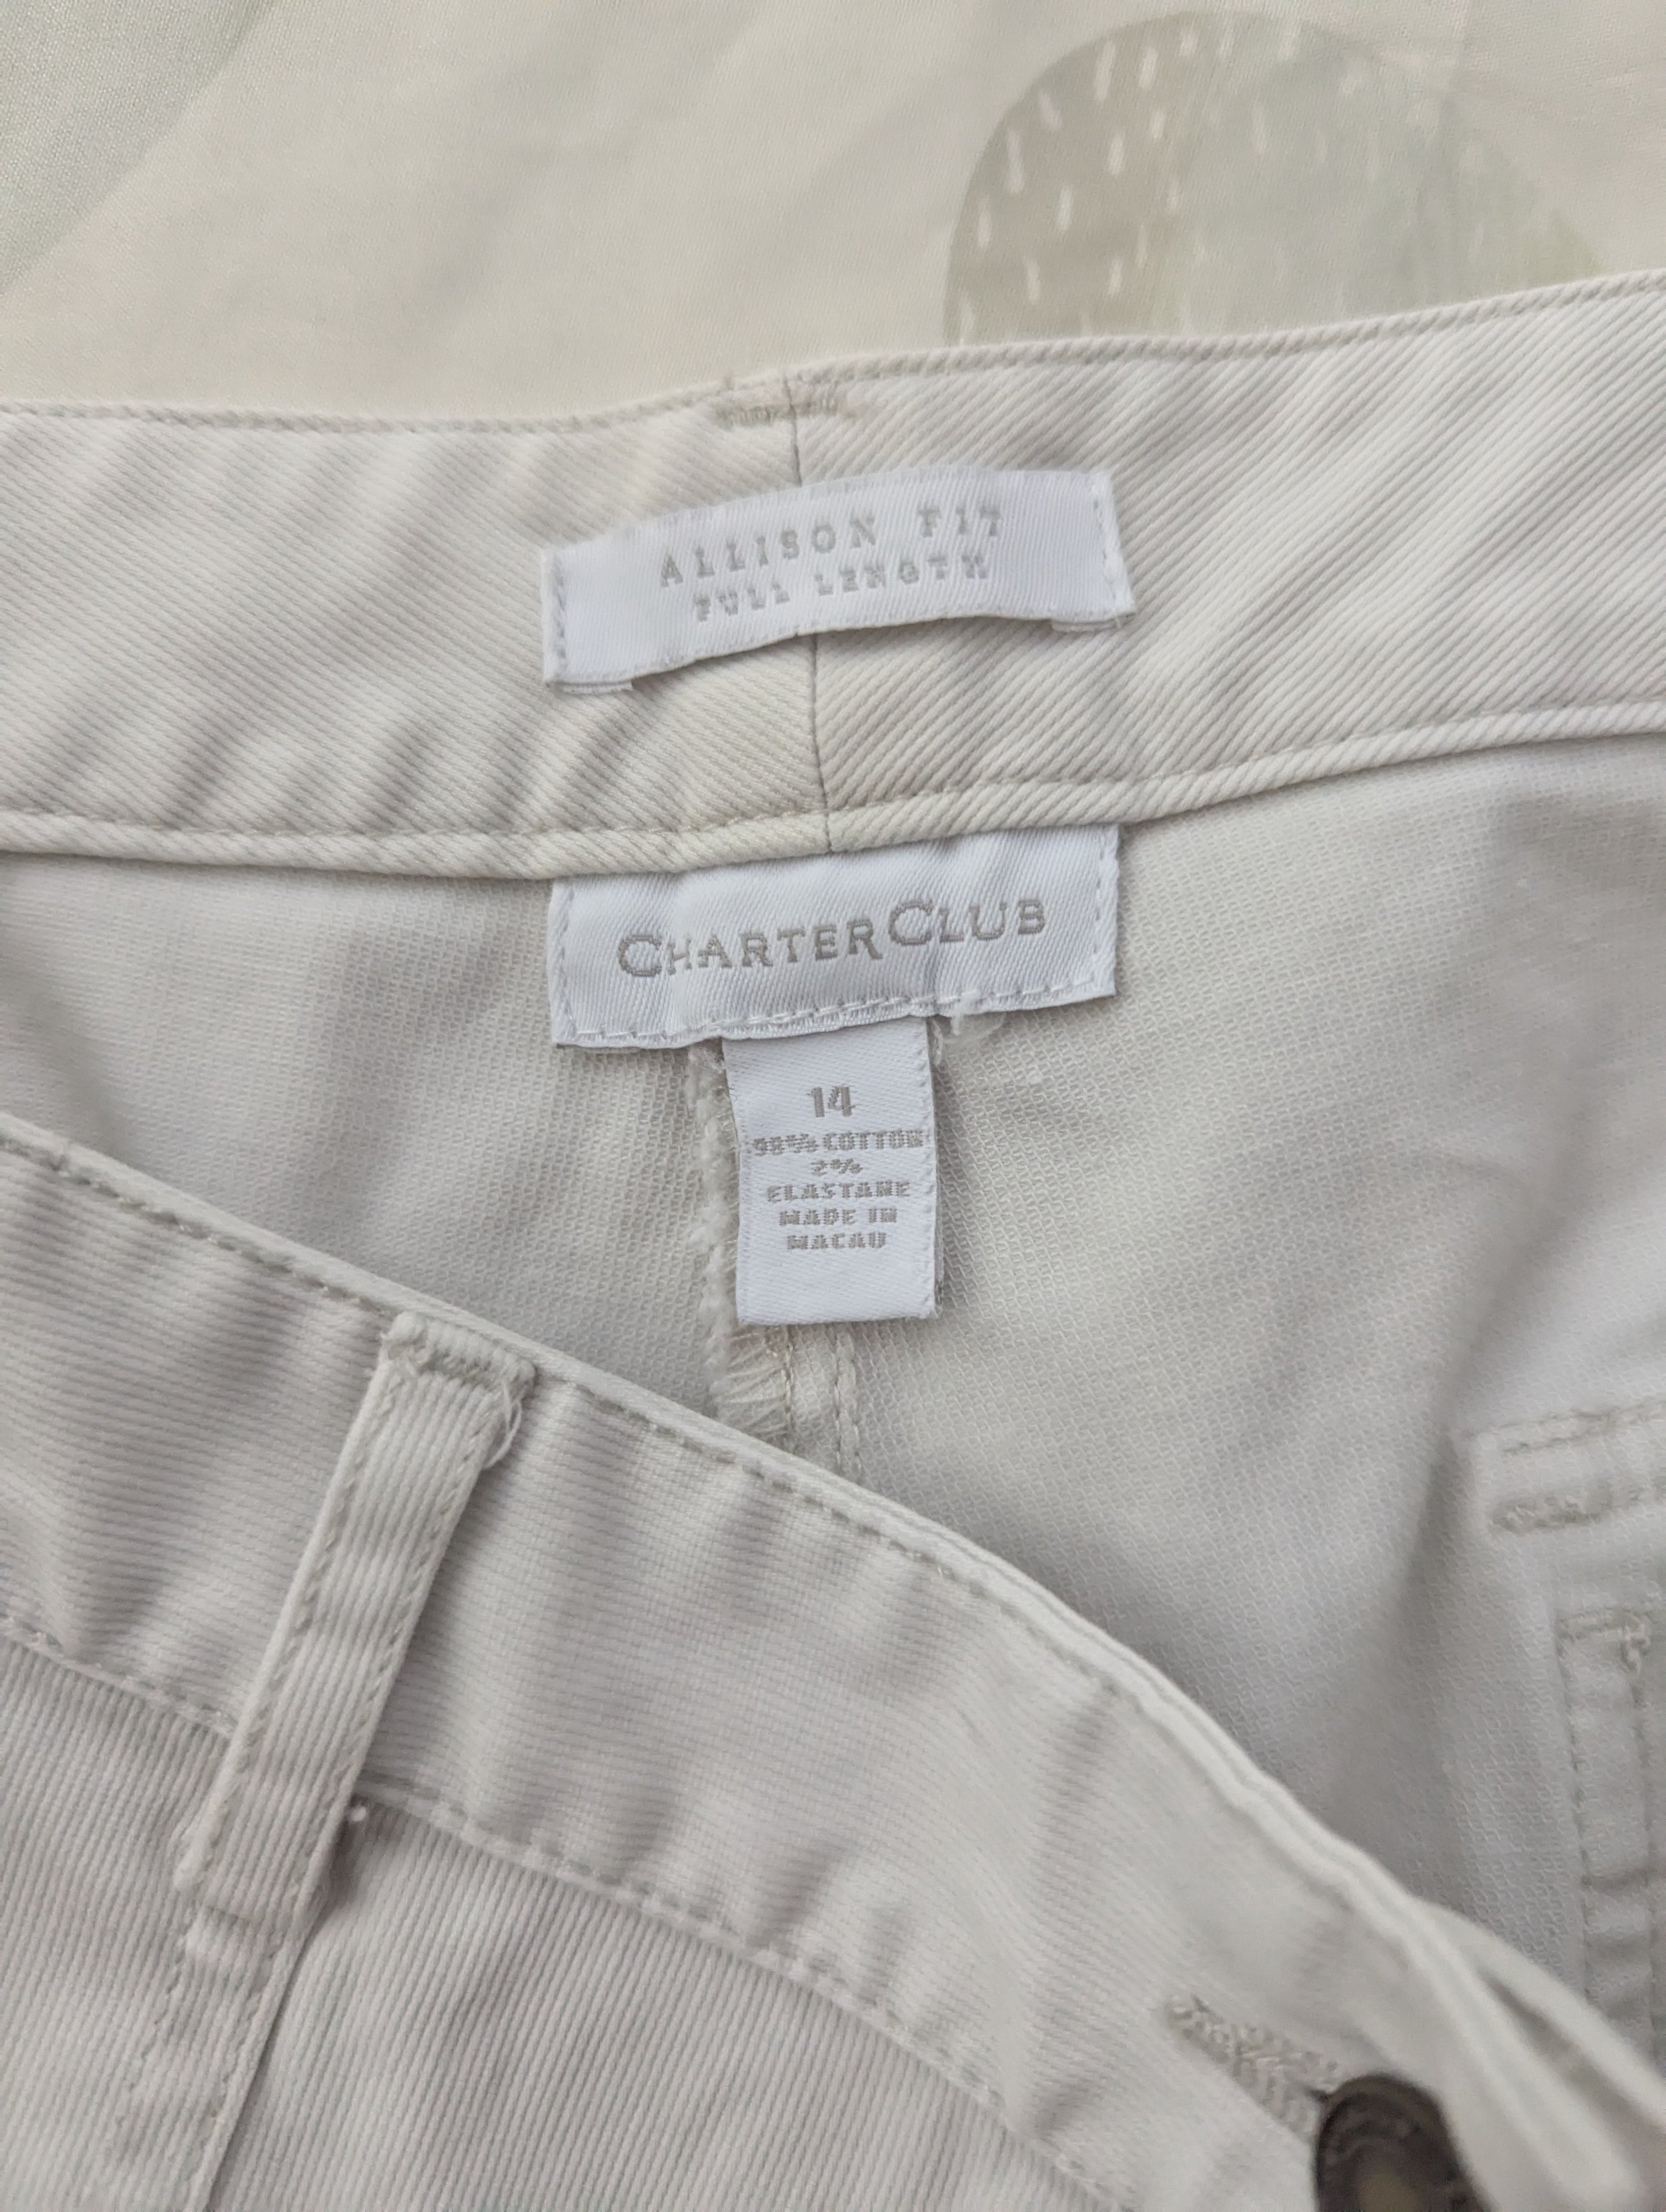 ALLISON FIT
FULL LENGTH
CHARTER CLUB
14
98% COTTON
2%
ELASTANE
MADE IN
MACAU